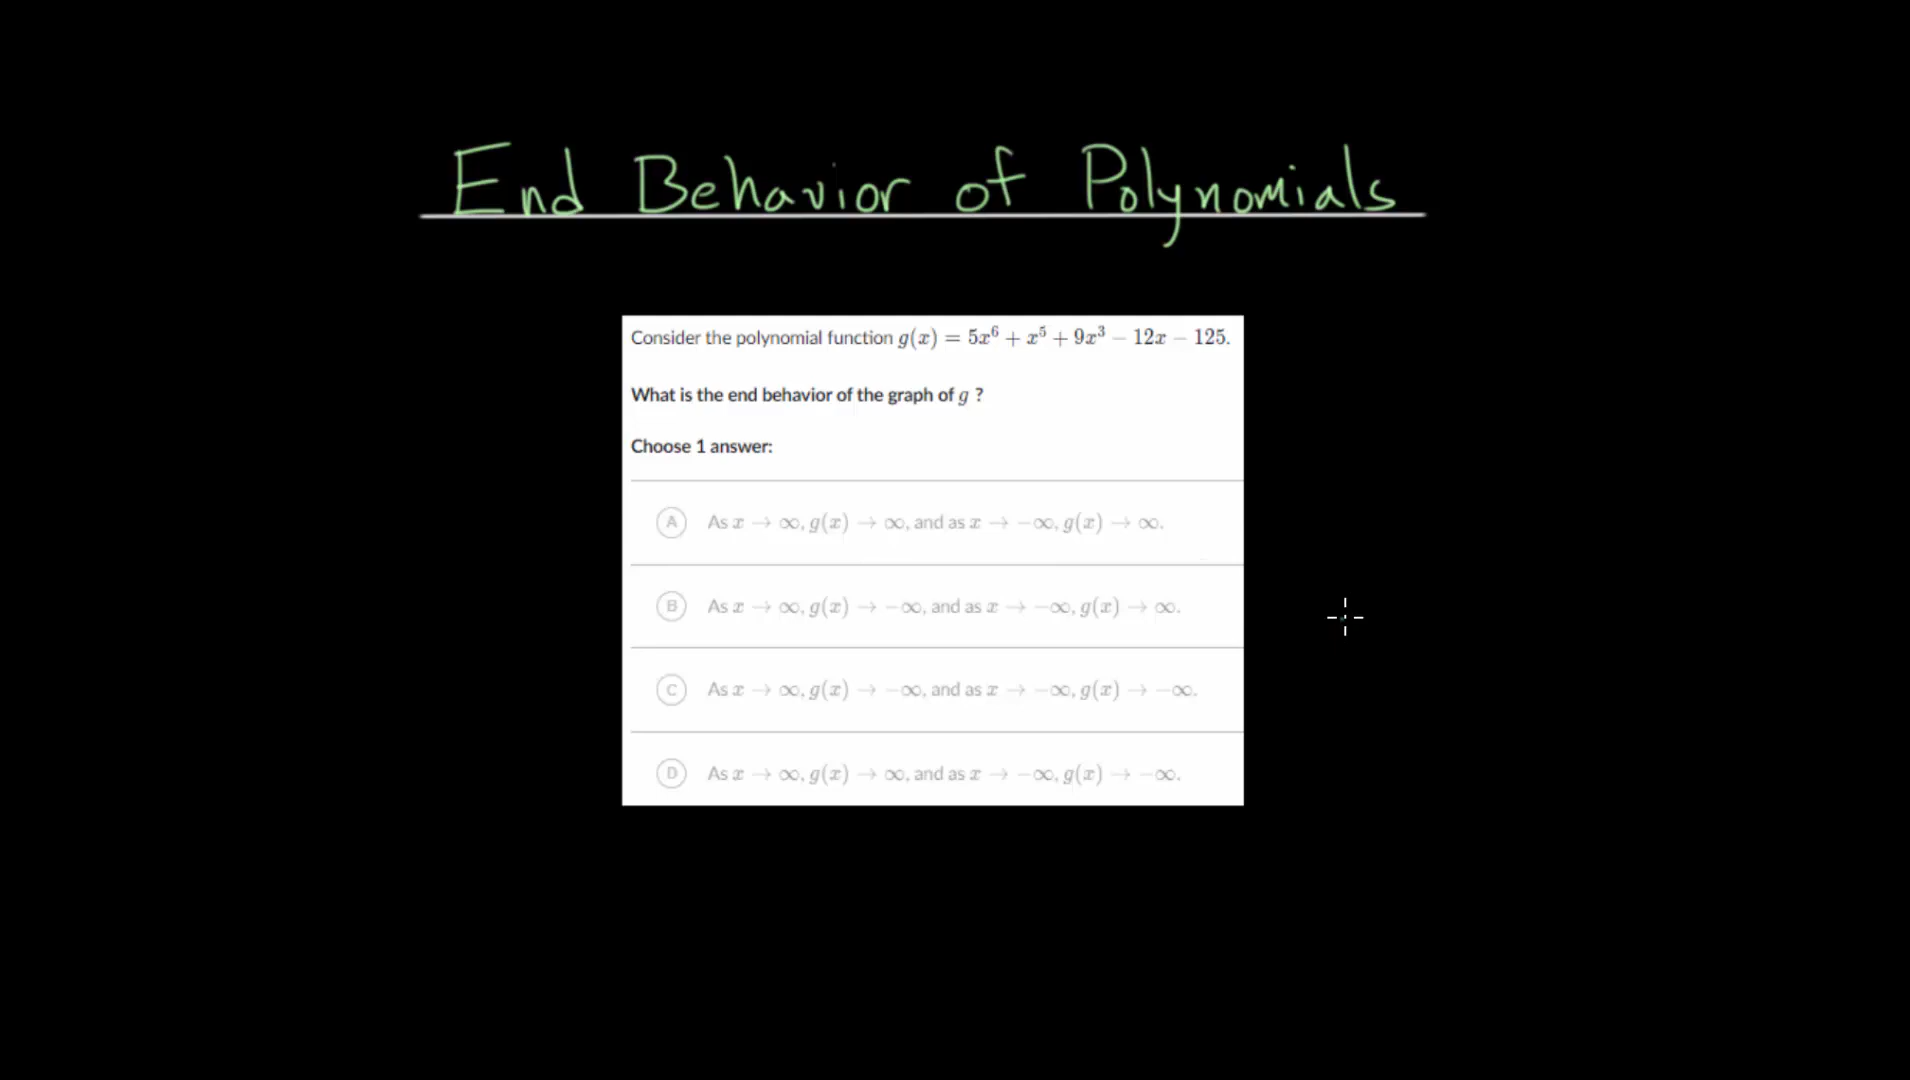 End Behavior of Polynomials
Consider the polynomial function g(x) = 5x⁶ + x⁵ + 9x³ − 12x − 125.
What is the end behavior of the graph of g ?
Choose 1 answer:
A As x → ∞, g(x) → ∞, and as x → −∞, g(x) → ∞.
B As x → ∞, g(x) → −∞, and as x → −∞, g(x) → ∞.
C As x → ∞, g(x) → −∞, and as x → −∞, g(x) → −∞.
D As x → ∞, g(x) → ∞, and as x → −∞, g(x) → −∞.